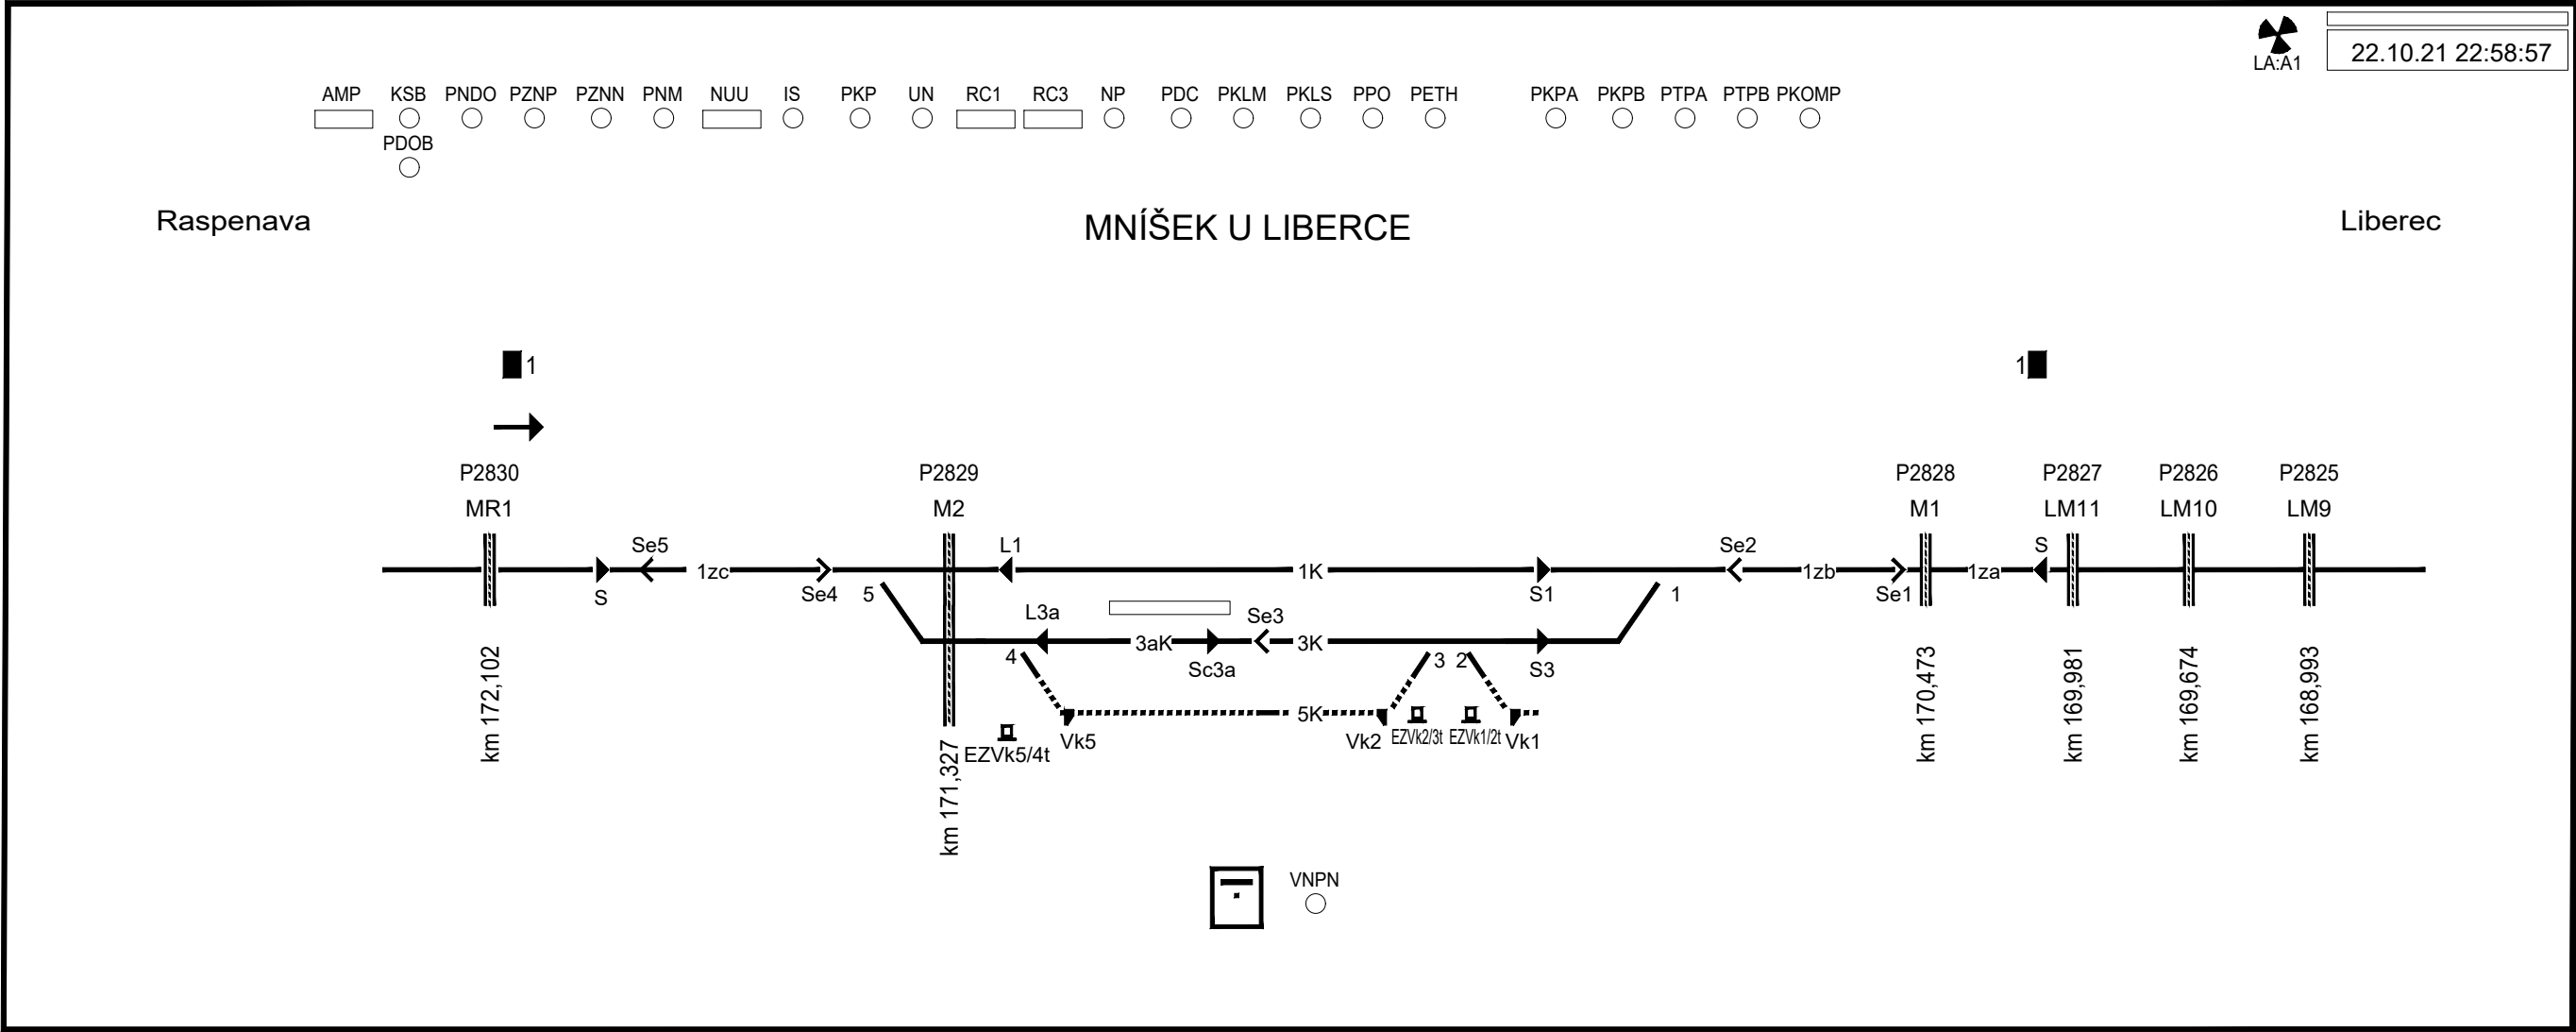 22.10.21 22:58:57
LA:A1
AMP KSB PNDO PZNP PZNN PNM NUU IS PKP UN RC1 RC3 NP PDC PKLM PKLS PPO PETH PKPA PKPB PTPA PTPB PKOMP
PDOB
Raspenava MNÍŠEK U LIBERCE Liberec
1 1
P2830 P2829 P2828 P2827 P2826 P2825
MR1 M2 M1 LM11 LM10 LM9
Se5 L1 Se2 S
1zc 1K 1zb 1za
S Se4 5 S1 1 Se1
L3a Se3
3aK 3K
4 Sc3a 3 2 S3
5K
EZVk5/4t Vk5 Vk2 EZVk2/3t EZVk1/2t Vk1
km 172,102
km 171,327
km 170,473
km 169,981
km 169,674
km 168,993
VNPN